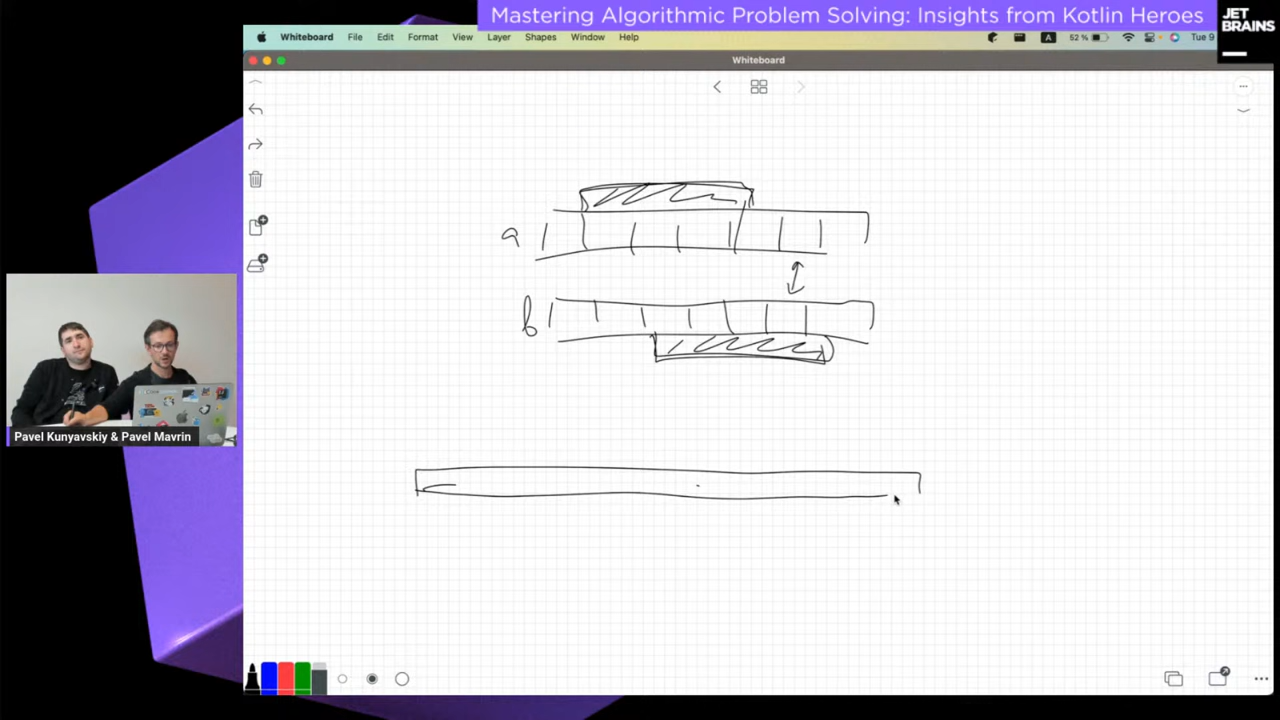 Mastering Algorithmic Problem Solving: Insights from Kotlin Heroes
JET
BRAINS
Whiteboard File Edit Format View Layer Shapes Window Help
A 52 % Tue 9
Whiteboard
a
b
Pavel Kunyavskiy & Pavel Mavrin